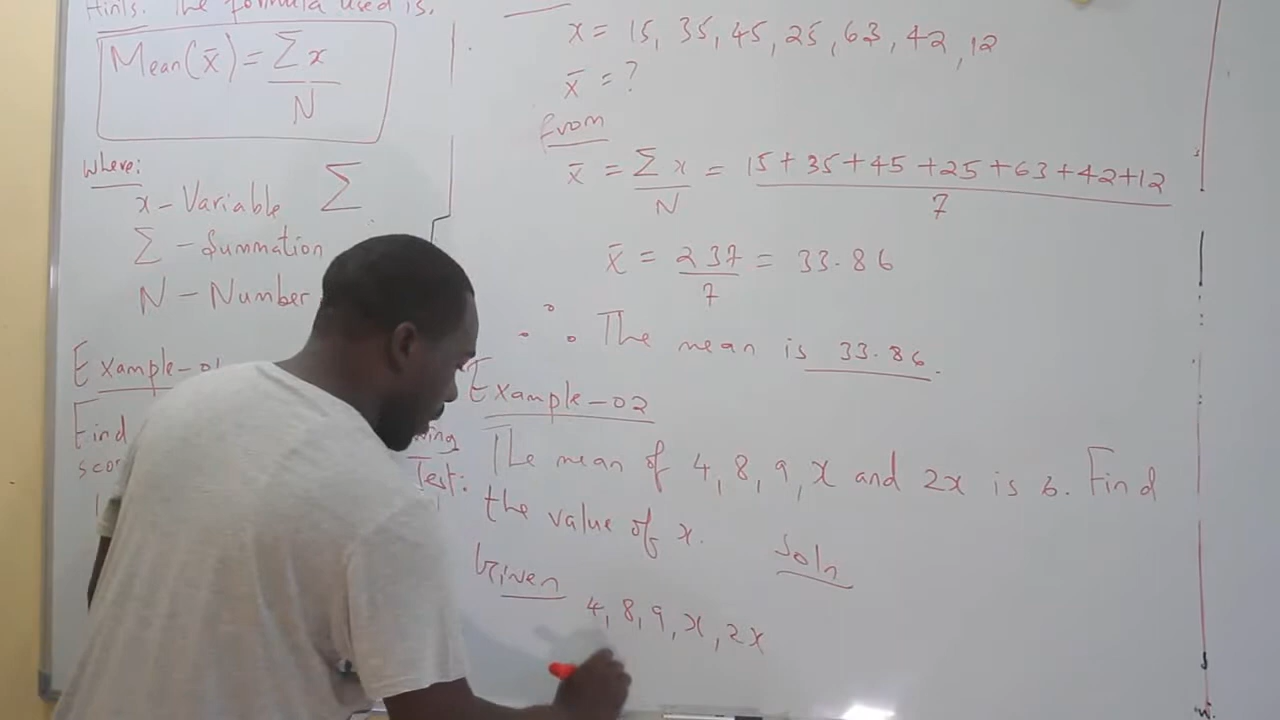 Hints: The formula used is.
Mean(x̄) = Σx
N
where:
x – Variable Σ
Σ – Summation
N – Number
Example-01
Find
Test:
x = 15, 35, 45, 25, 63, 42, 12
x̄ = ?
from
x̄ = Σx = 15+35+45+25+63+42+12
N 7
x̄ = 237 = 33.86
7
∴ The mean is 33.86.
Example-02
The mean of 4, 8, 9, x and 2x is 6. Find
the value of x. Soln
Given
4, 8, 9, x, 2x